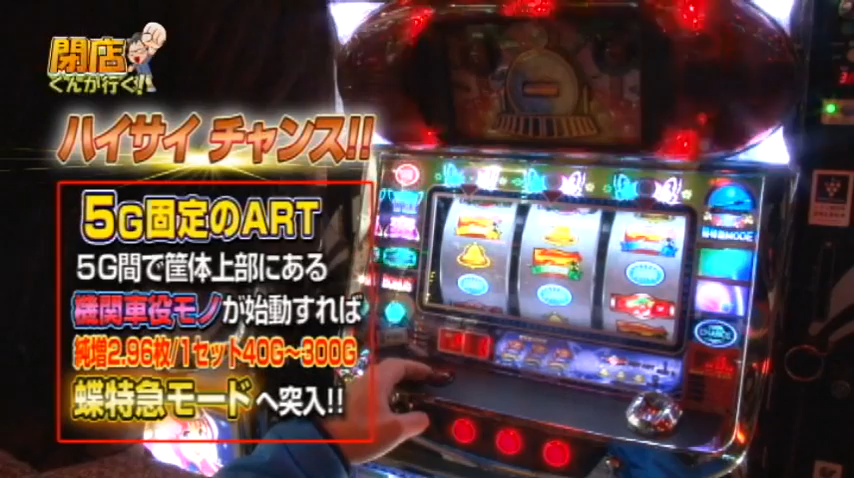 閉店
くんが行く!!
ハイサイ チャンス!!
5G固定のART
5G間で筐体上部にある
機関車役モノが始動すれば
純増2.96枚/1セット40G~300G
蝶特急モードへ突入!!
MODE
BONUS
CHANCE